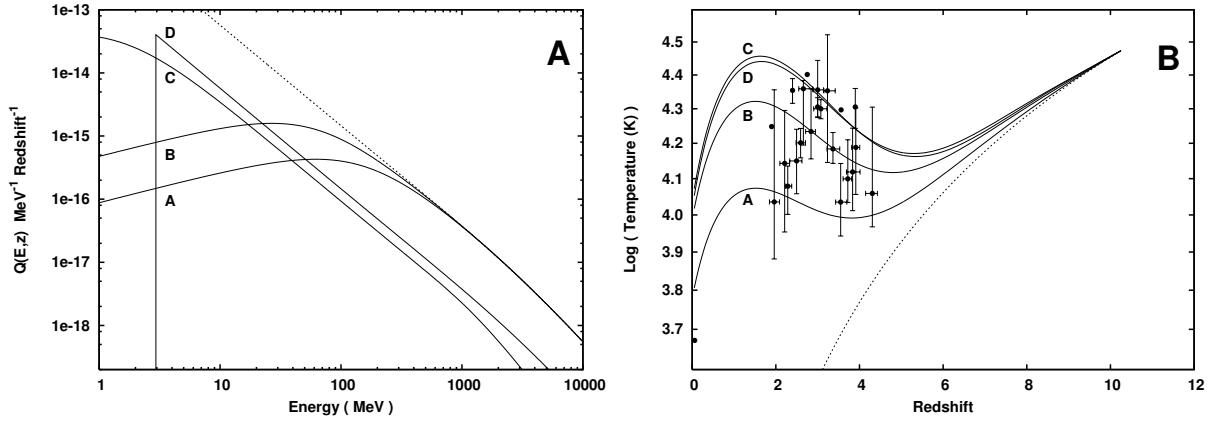 A
1e-13
1e-14
1e-15
1e-16
1e-17
1e-18
Q(E,z) MeV-1 Redshift-1
D
C
B
A
1 10 100 1000 10000
Energy ( MeV )
B
4.5
4.4
4.3
4.2
4.1
4.0
3.9
3.8
3.7
Log ( Temperature (K) )
C
D
B
A
0 2 4 6 8 10 12
Redshift